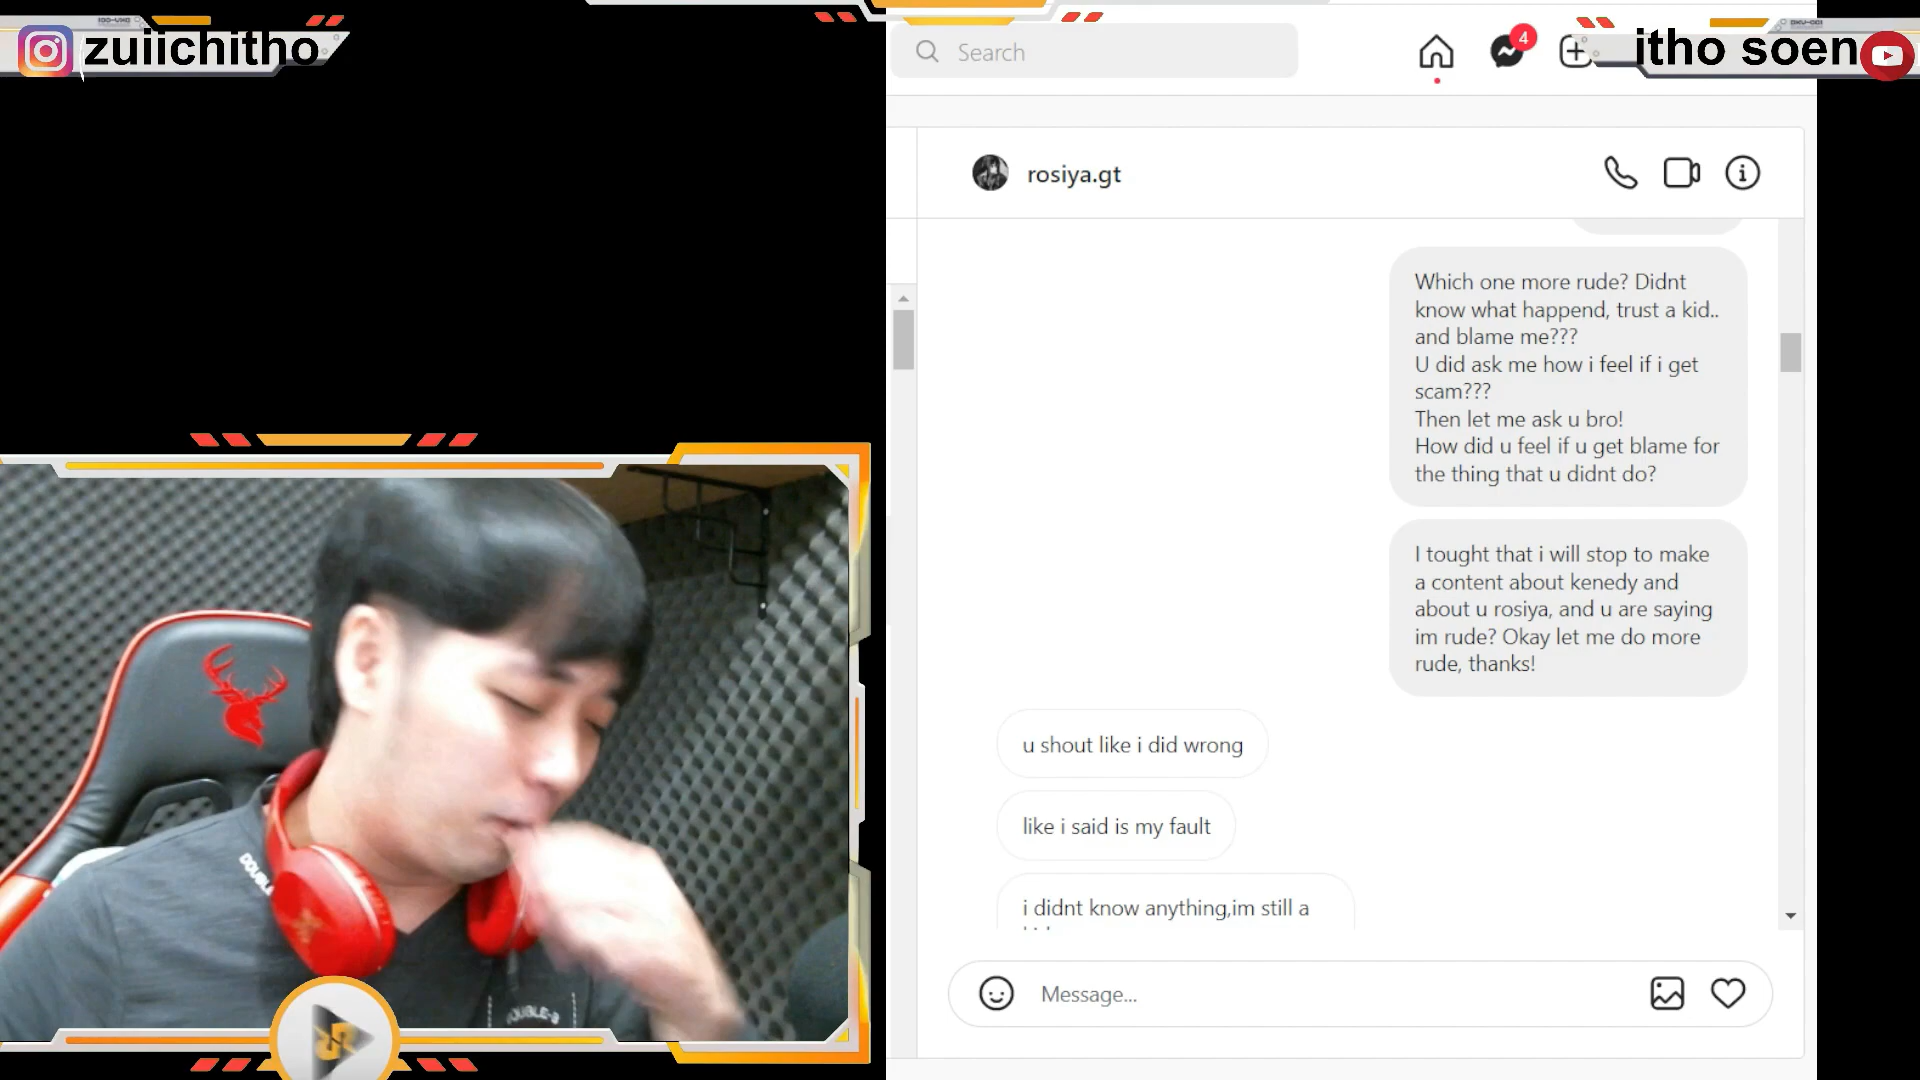 zuiichitho
Search
4
itho soen
rosiya.gt
Which one more rude? Didnt
know what happend, trust a kid..
and blame me???
U did ask me how i feel if i get
scam???
Then let me ask u bro!
How did u feel if u get blame for
the thing that u didnt do?
I tought that i will stop to make
a content about kenedy and
about u rosiya, and u are saying
im rude? Okay let me do more
rude, thanks!
u shout like i did wrong
like i said is my fault
i didnt know anything,im still a
Message...
DOUBLE